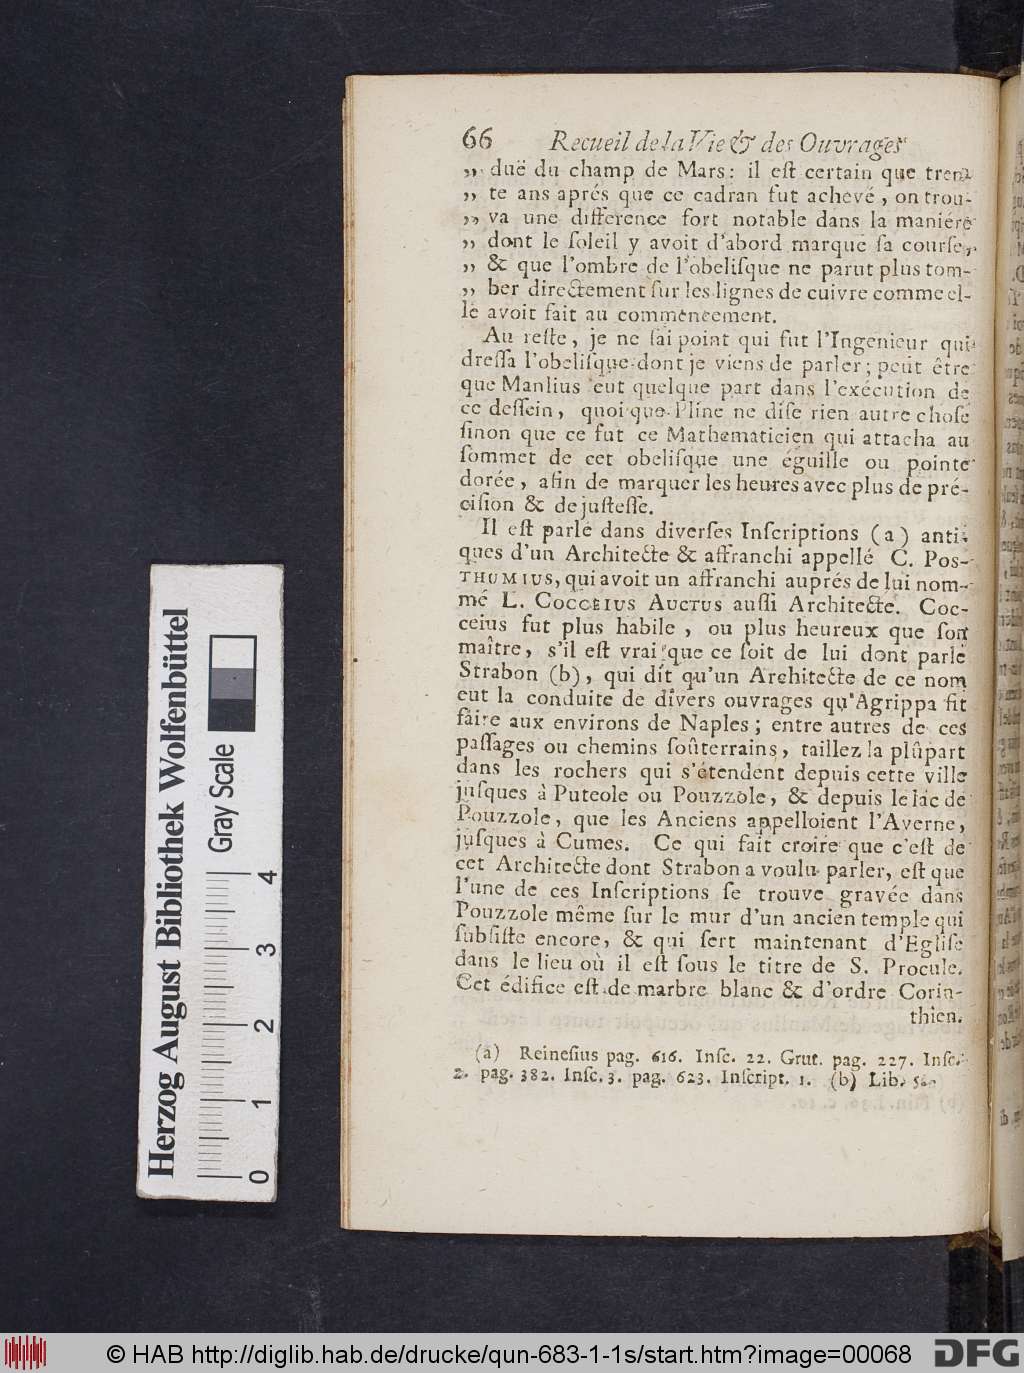 66 Recueil de la Vie & des Ouvrages
„ duë du champ de Mars: il eſt certain que tren-
„ te ans aprés que ce cadran fut achevé, on trou-
„ va une difference fort notable dans la maniére
„ dont le ſoleil y avoit d'abord marqué ſa courſe,
„ & que l'ombre de l'obeliſque ne parut plus tom-
„ ber directement ſur les lignes de cuivre comme el-
le avoit fait au commencement.
Au reſte, je ne ſai point qui fut l'Ingenieur qui
dreſſa l'obeliſque dont je viens de parler; peut être
que Manlius eut quelque part dans l'exécution de
ce deſſein, quoi que Pline ne diſe rien autre choſe
ſinon que ce fut ce Mathematicien qui attacha au
ſommet de cet obeliſque une éguille ou pointe
dorée, afin de marquer les heures avec plus de pré-
ciſion & de juſteſſe.
Il eſt parlé dans diverſes Inſcriptions (a) anti-
ques d'un Architecte & affranchi appellé C. Pos-
THUMIUS, qui avoit un affranchi auprés de lui nom-
mé L. COCCEIUS AUCTUS auſſi Architecte. Coc-
ceius fut plus habile, ou plus heureux que ſon
maître, s'il eſt vrai que ce ſoit de lui dont parle
Strabon (b), qui dit qu'un Architecte de ce nom
eut la conduite de divers ouvrages qu'Agrippa fit
faire aux environs de Naples; entre autres de ces
paſſages ou chemins ſoûterrains, taillez la plûpart
dans les rochers qui s'étendent depuis cette ville
juſques à Puteole ou Pouzzole, & depuis le lac de
Pouzzole, que les Anciens appelloient l'Averne,
juſques à Cumes. Ce qui fait croire que c'eſt de
cet Architecte dont Strabon a voulu parler, eſt que
l'une de ces Inſcriptions ſe trouve gravée dans
Pouzzole même ſur le mur d'un ancien temple qui
ſubſiſte encore, & qui ſert maintenant d'Egliſe
dans le lieu où il eſt ſous le titre de S. Procule.
Cet édifice eſt de marbre blanc & d'ordre Corin-
thien.
(a) Reineſius pag. 616. Inſc. 22. Grut. pag. 227. Inſc.
2. pag. 382. Inſc. 3. pag. 623. Inſcript. 1. (b) Lib. 5.
Herzog August Bibliothek Wolfenbüttel
Gray Scale
0 1 2 3 4
© HAB http://diglib.hab.de/drucke/qun-683-1-1s/start.htm?image=00068
DFG